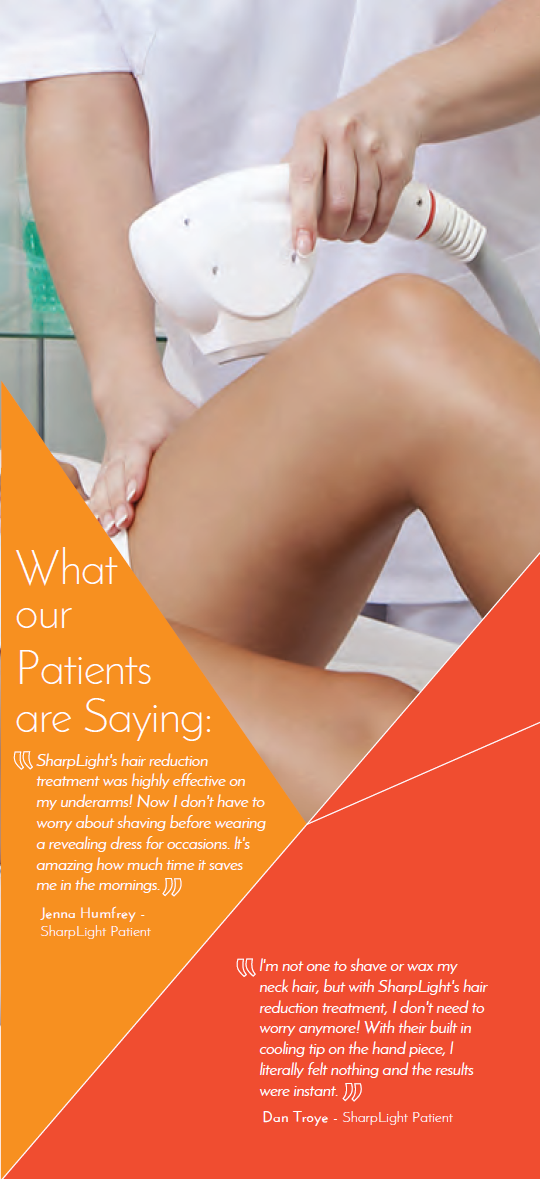 What
our
Patients
are Saying:
SharpLight's hair reduction
treatment was highly effective on
my underarms! Now I don't have to
worry about shaving before wearing
a revealing dress for occasions. It's
amazing how much time it saves
me in the mornings.
Jenna Humfrey -
SharpLight Patient
I'm not one to shave or wax my
neck hair, but with SharpLight's hair
reduction treatment, I don't need to
worry anymore! With their built in
cooling tip on the hand piece, I
literally felt nothing and the results
were instant.
Dan Troye - SharpLight Patient